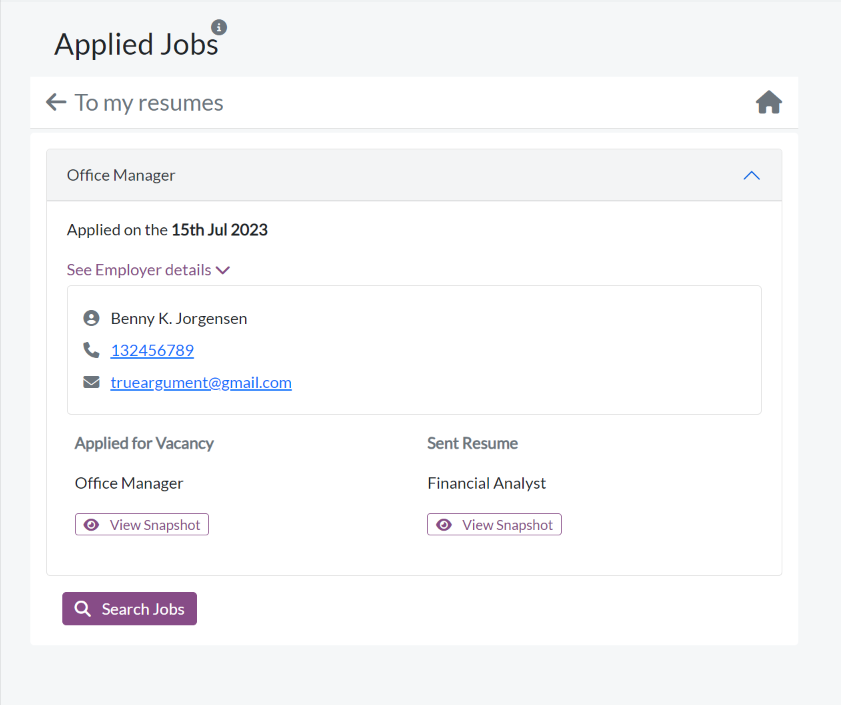 Applied Jobs
To my resumes
Office Manager
Applied on the 15th Jul 2023
See Employer details
Benny K. Jorgensen
132456789
trueargument@gmail.com
Applied for Vacancy
Sent Resume
Office Manager
Financial Analyst
View Snapshot
View Snapshot
Search Jobs